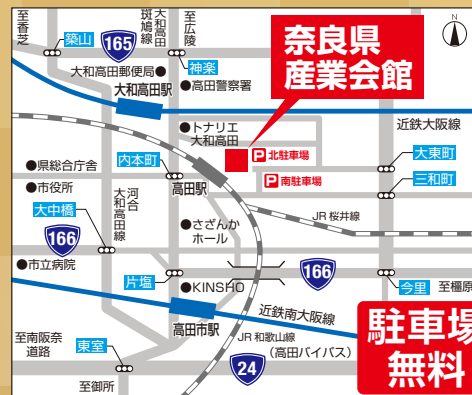 至香芝
築山
165
大和高田
斑鳩線
至広陵
神楽
大和高田郵便局
高田警察署
大和高田駅
奈良県
産業会館
N
近鉄大阪線
トナリエ
大和高田
P 北駐車場
P 南駐車場
大東町
三和町
県総合庁舎
市役所
内本町
高田駅
河合
大和高田線
大中橋
166
さざんか
ホール
JR 桜井線
市立病院
片塩
KINSHO
166
今里
至橿原
近鉄南大阪線
高田市駅
至南阪奈
道路
東室
JR 和歌山線
(高田バイパス)
24
至御所
駐車場
無料